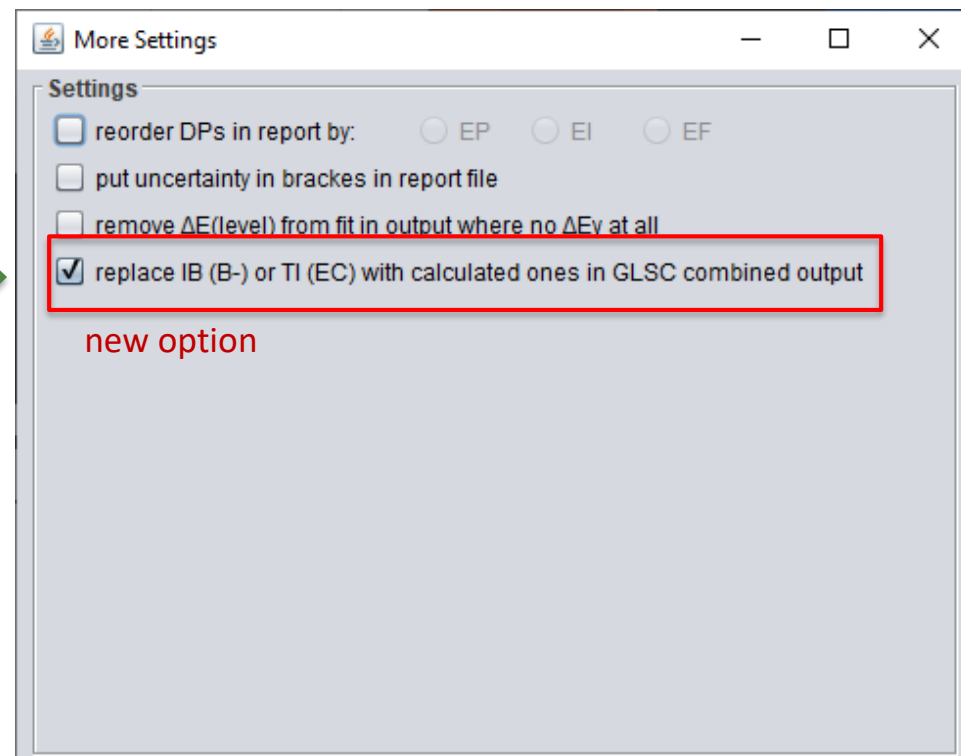 More Settings
Settings
reorder DPs in report by: EP EI EF
put uncertainty in brackes in report file
remove ΔE(level) from fit in output where no ΔEγ at all
replace IB (B-) or TI (EC) with calculated ones in GLSC combined output
new option